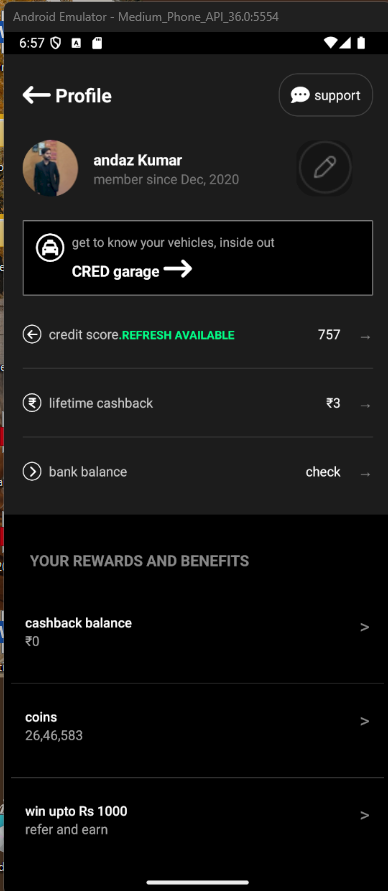 Android Emulator - Medium_Phone_API_36.0:5554
6:57
Profile
support
andaz Kumar
member since Dec, 2020
get to know your vehicles, inside out
CRED garage
credit score.REFRESH AVAILABLE 757
lifetime cashback ₹3
bank balance check
YOUR REWARDS AND BENEFITS
cashback balance
₹0
coins
26,46,583
win upto Rs 1000
refer and earn